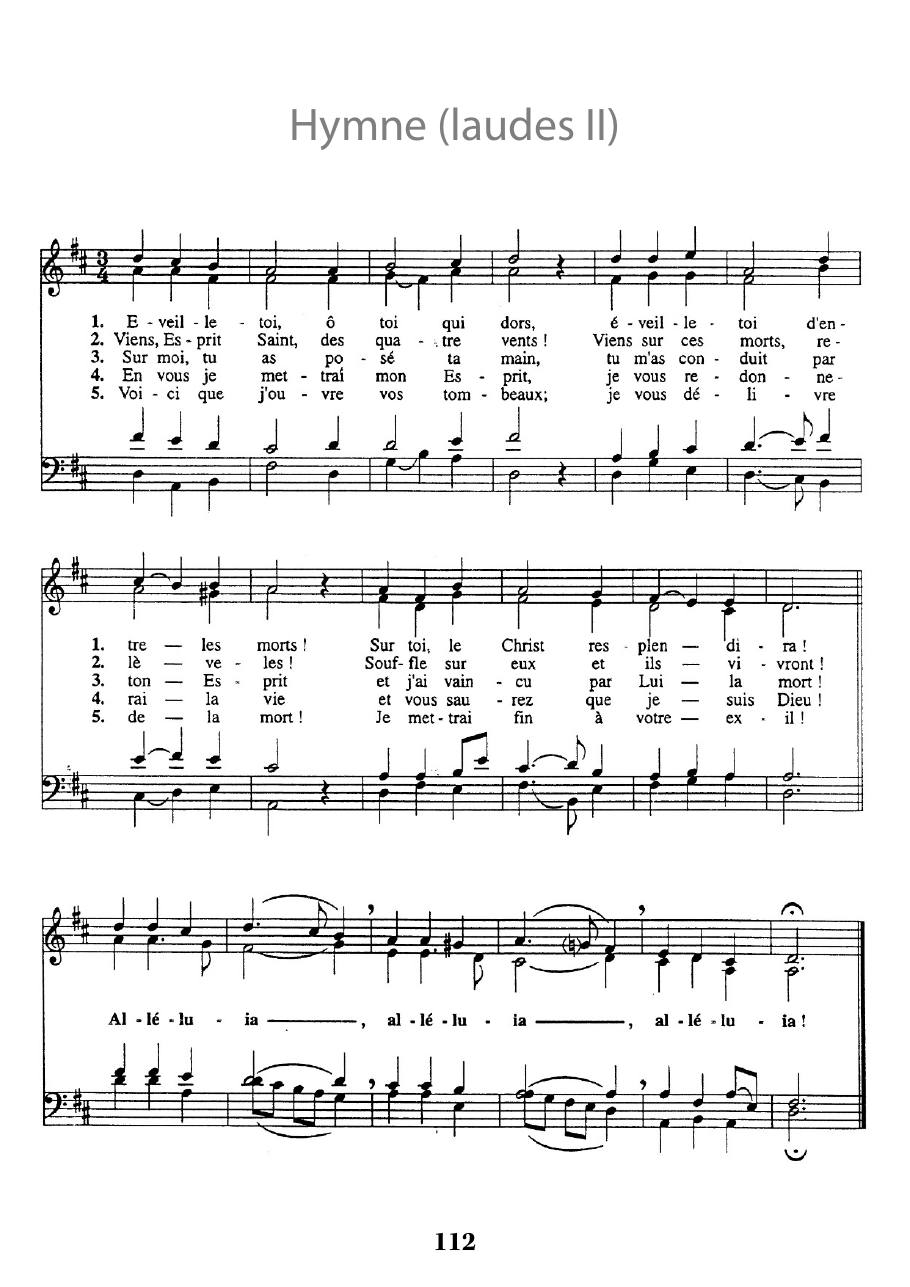 Hymne (laudes II)
3
4
1. E - veil - le - toi, ô toi qui dors, é - veil - le - toi d'en -
2. Viens, Es - prit Saint, des qua - tre vents ! Viens sur ces morts, re -
3. Sur moi, tu as po - sé ta main, tu m'as con - duit par
4. En vous je met - traí mon Es - prit, je vous re - don - ne -
5. Voi - ci que j'ou - vre vos tom - beaux; je vous dé - li - vre
1. tre — les morts ! Sur toi, le Christ res - plen — di - ra !
2. lè — ve - les ! Souf - fle sur eux et ils — vi - vront !
3. ton — Es - prit et j'ai vain - cu par Lui — la mort !
4. rai — la vie et vous sau - rez que je — suis Dieu !
5. de — la mort ! Je met - trai fin à votre — ex - il !
Al - lé - lu - ia ———, al - lé - lu - ia ———, al - lé - lu - ia !
112